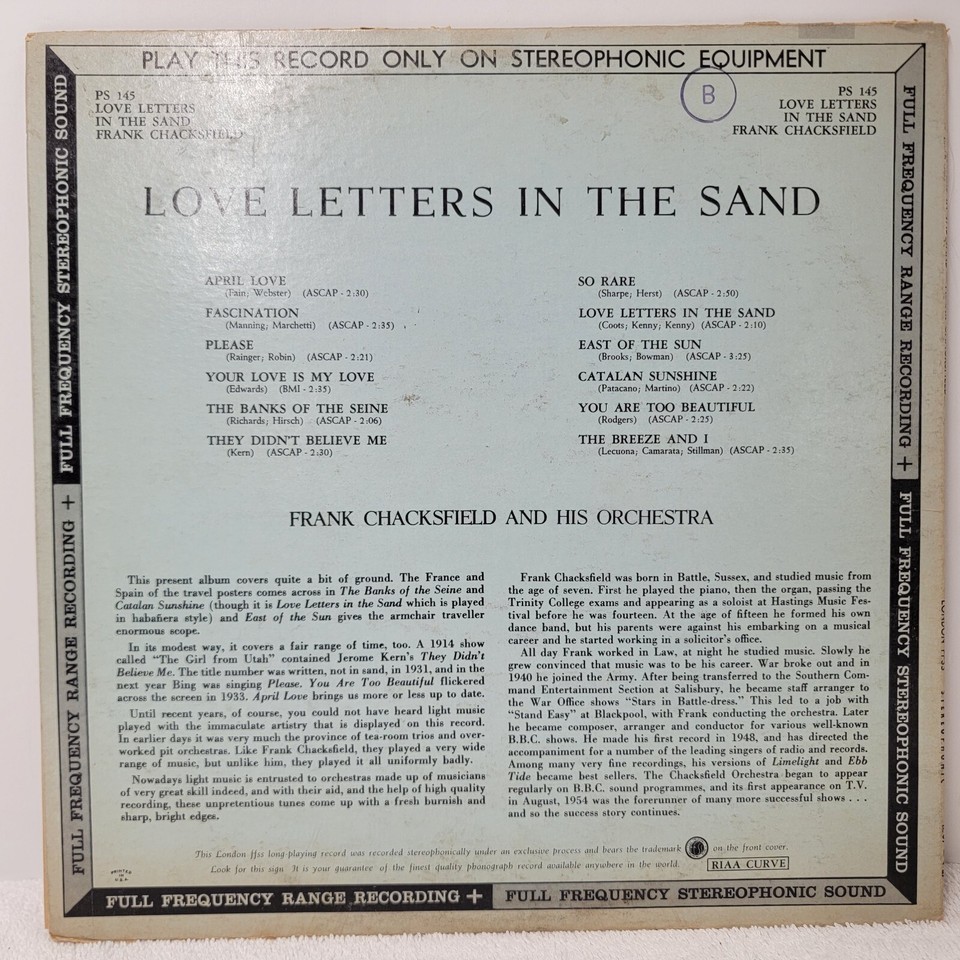 PLAY THIS RECORD ONLY ON STEREOPHONIC EQUIPMENT
PS 145
LOVE LETTERS
IN THE SAND
FRANK CHACKSFIELD
B
PS 145
LOVE LETTERS
IN THE SAND
FRANK CHACKSFIELD
LOVE LETTERS IN THE SAND
APRIL LOVE
(Fain; Webster) (ASCAP - 2:30)
FASCINATION
(Manning; Marchetti) (ASCAP - 2:35)
PLEASE
(Rainger; Robin) (ASCAP - 2:21)
YOUR LOVE IS MY LOVE
(Edwards) (BMI - 2:35)
THE BANKS OF THE SEINE
(Richards; Hirsch) (ASCAP - 2:06)
THEY DIDN'T BELIEVE ME
(Kern) (ASCAP - 2:30)
SO RARE
(Sharpe; Herst) (ASCAP - 2:50)
LOVE LETTERS IN THE SAND
(Coots; Kenny; Kenny) (ASCAP - 2:10)
EAST OF THE SUN
(Brooks; Bowman) (ASCAP - 3:25)
CATALAN SUNSHINE
(Patacano; Martino) (ASCAP - 2:22)
YOU ARE TOO BEAUTIFUL
(Rodgers) (ASCAP - 2:25)
THE BREEZE AND I
(Lecuona; Camarata; Stillman) (ASCAP - 2:35)
FRANK CHACKSFIELD AND HIS ORCHESTRA
This present album covers quite a bit of ground. The France and
Spain of the travel posters comes across in The Banks of the Seine and
Catalan Sunshine (though it is Love Letters in the Sand which is played
in habañera style) and East of the Sun gives the armchair traveller
enormous scope.
In its modest way, it covers a fair range of time, too. A 1914 show
called "The Girl from Utah" contained Jerome Kern's They Didn't
Believe Me. The title number was written, not in sand, in 1931, and in the
next year Bing was singing Please. You Are Too Beautiful flickered
across the screen in 1933. April Love brings us more or less up to date.
Until recent years, of course, you could not have heard light music
played with the immaculate artistry that is displayed on this record.
In earlier days it was very much the province of tea-room trios and over-
worked pit orchestras. Like Frank Chacksfield, they played a very wide
range of music, but unlike him, they played it all uniformly badly.
Nowadays light music is entrusted to orchestras made up of musicians
of very great skill indeed, and with their aid, and the help of high quality
recording, these unpretentious tunes come up with a fresh burnish and
sharp, bright edges.
Frank Chacksfield was born in Battle, Sussex, and studied music from
the age of seven. First he played the piano, then the organ, passing the
Trinity College exams and appearing as a soloist at Hastings Music Fes-
tival before he was fourteen. At the age of fifteen he formed his own
dance band, but his parents were against his embarking on a musical
career and he started working in a solicitor's office.
All day Frank worked in Law, at night he studied music. Slowly he
grew convinced that music was to be his career. War broke out and in
1940 he joined the Army. After being transferred to the Southern Com-
mand Entertainment Section at Salisbury, he became staff arranger to
the War Office shows "Stars in Battle-dress." This led to a job with
"Stand Easy" at Blackpool, with Frank conducting the orchestra. Later
he became composer, arranger and conductor for various well-known
B.B.C. shows. He made his first record in 1948, and has directed the
accompaniment for a number of the leading singers of radio and records.
Among many very fine recordings, his versions of Limelight and Ebb
Tide became best sellers. The Chacksfield Orchestra began to appear
regularly on B.B.C. sound programmes, and its first appearance on T.V.
in August, 1954 was the forerunner of many more successful shows . . .
and so the success story continues.
This London ffss long playing record was recorded stereophonically under an exclusive process and bears the trademark on the front cover.
Look for this sign It is your guarantee of the finest quality phonograph record available anywhere in the world.
RIAA CURVE
PRINTED
IN
U.S.A.
FULL FREQUENCY RANGE RECORDING + FULL FREQUENCY STEREOPHONIC SOUND
FULL FREQUENCY RANGE RECORDING + FULL FREQUENCY STEREOPHONIC SOUND
FULL FREQUENCY RANGE RECORDING + FULL FREQUENCY STEREOPHONIC SOUND